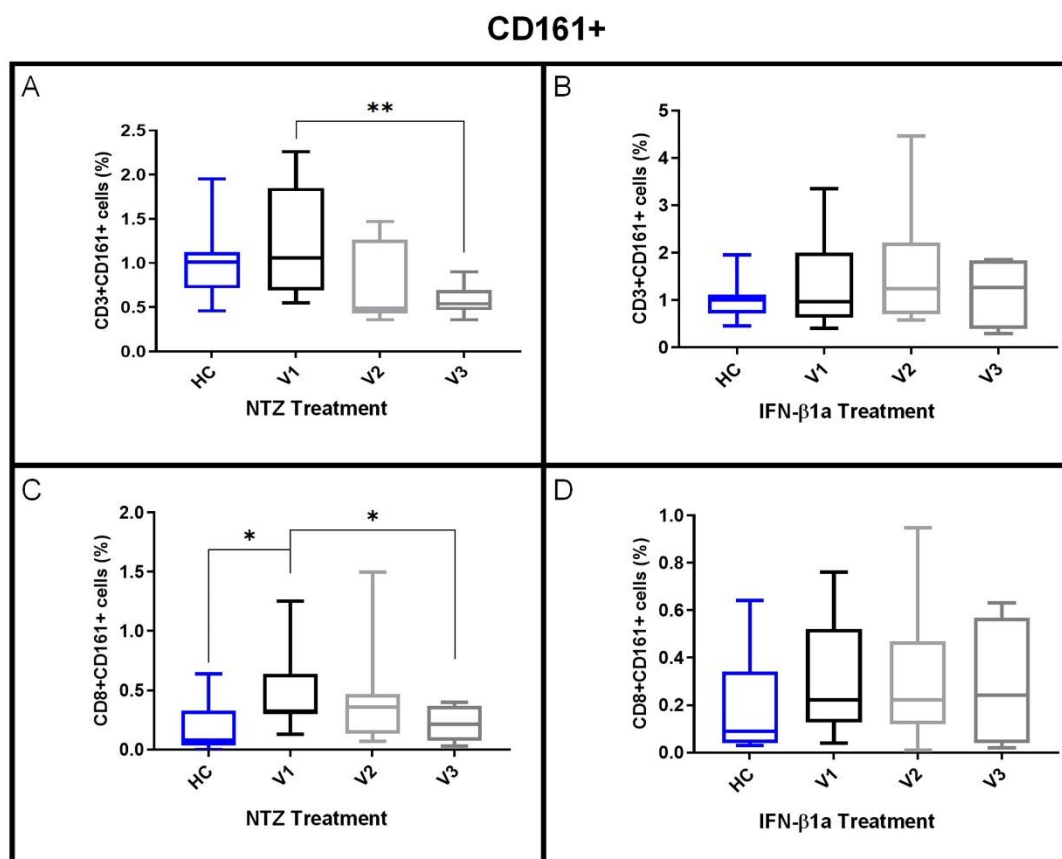 CD161+
A
CD3+CD161+ cells (%)
2.5
2.0
1.5
1.0
0.5
0.0
**
HC
V1
V2
V3
NTZ Treatment
B
CD3+CD161+ cells (%)
5
4
3
2
1
0
HC
V1
V2
V3
IFN-β1a Treatment
C
CD8+CD161+ cells (%)
2.0
1.5
1.0
0.5
0.0
*
*
HC
V1
V2
V3
NTZ Treatment
D
CD8+CD161+ cells (%)
1.0
0.8
0.6
0.4
0.2
0.0
HC
V1
V2
V3
IFN-β1a Treatment